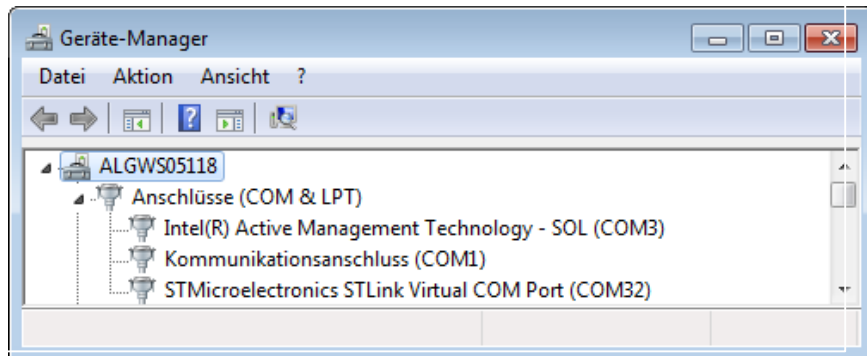 Geräte-Manager
Datei Aktion Ansicht ?
ALGWS05118
Anschlüsse (COM & LPT)
Intel(R) Active Management Technology - SOL (COM3)
Kommunikationsanschluss (COM1)
STMicroelectronics STLink Virtual COM Port (COM32)